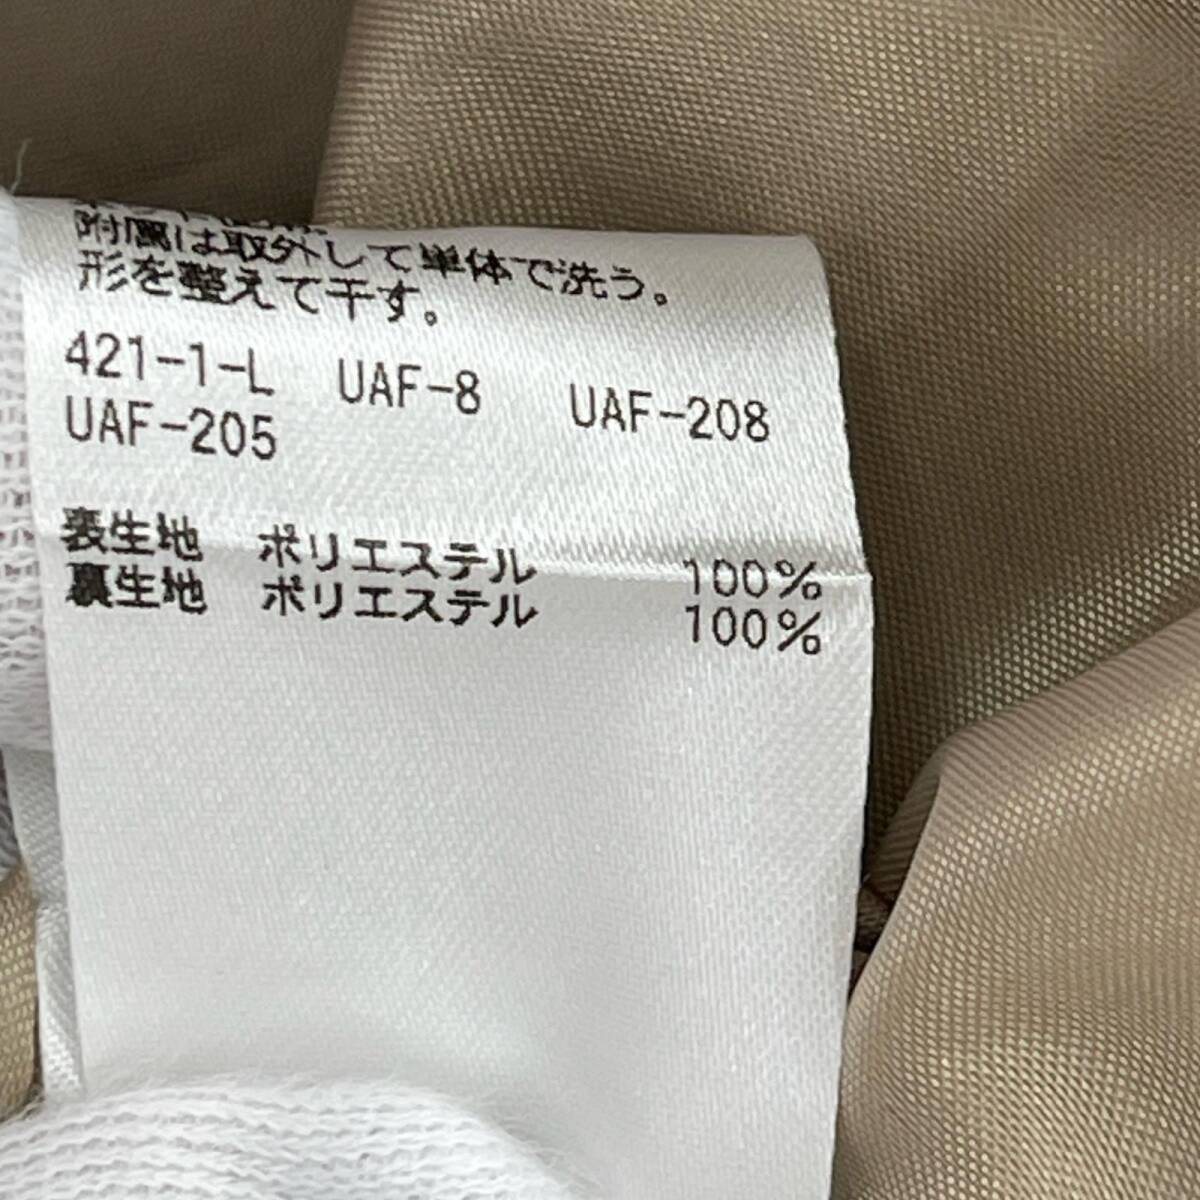 附属は取外して単体で洗う。
形を整えて干す。
421-1-L UAF-8 UAF-208
UAF-205
表生地 ポリエステル 100%
裏生地 ポリエステル 100%